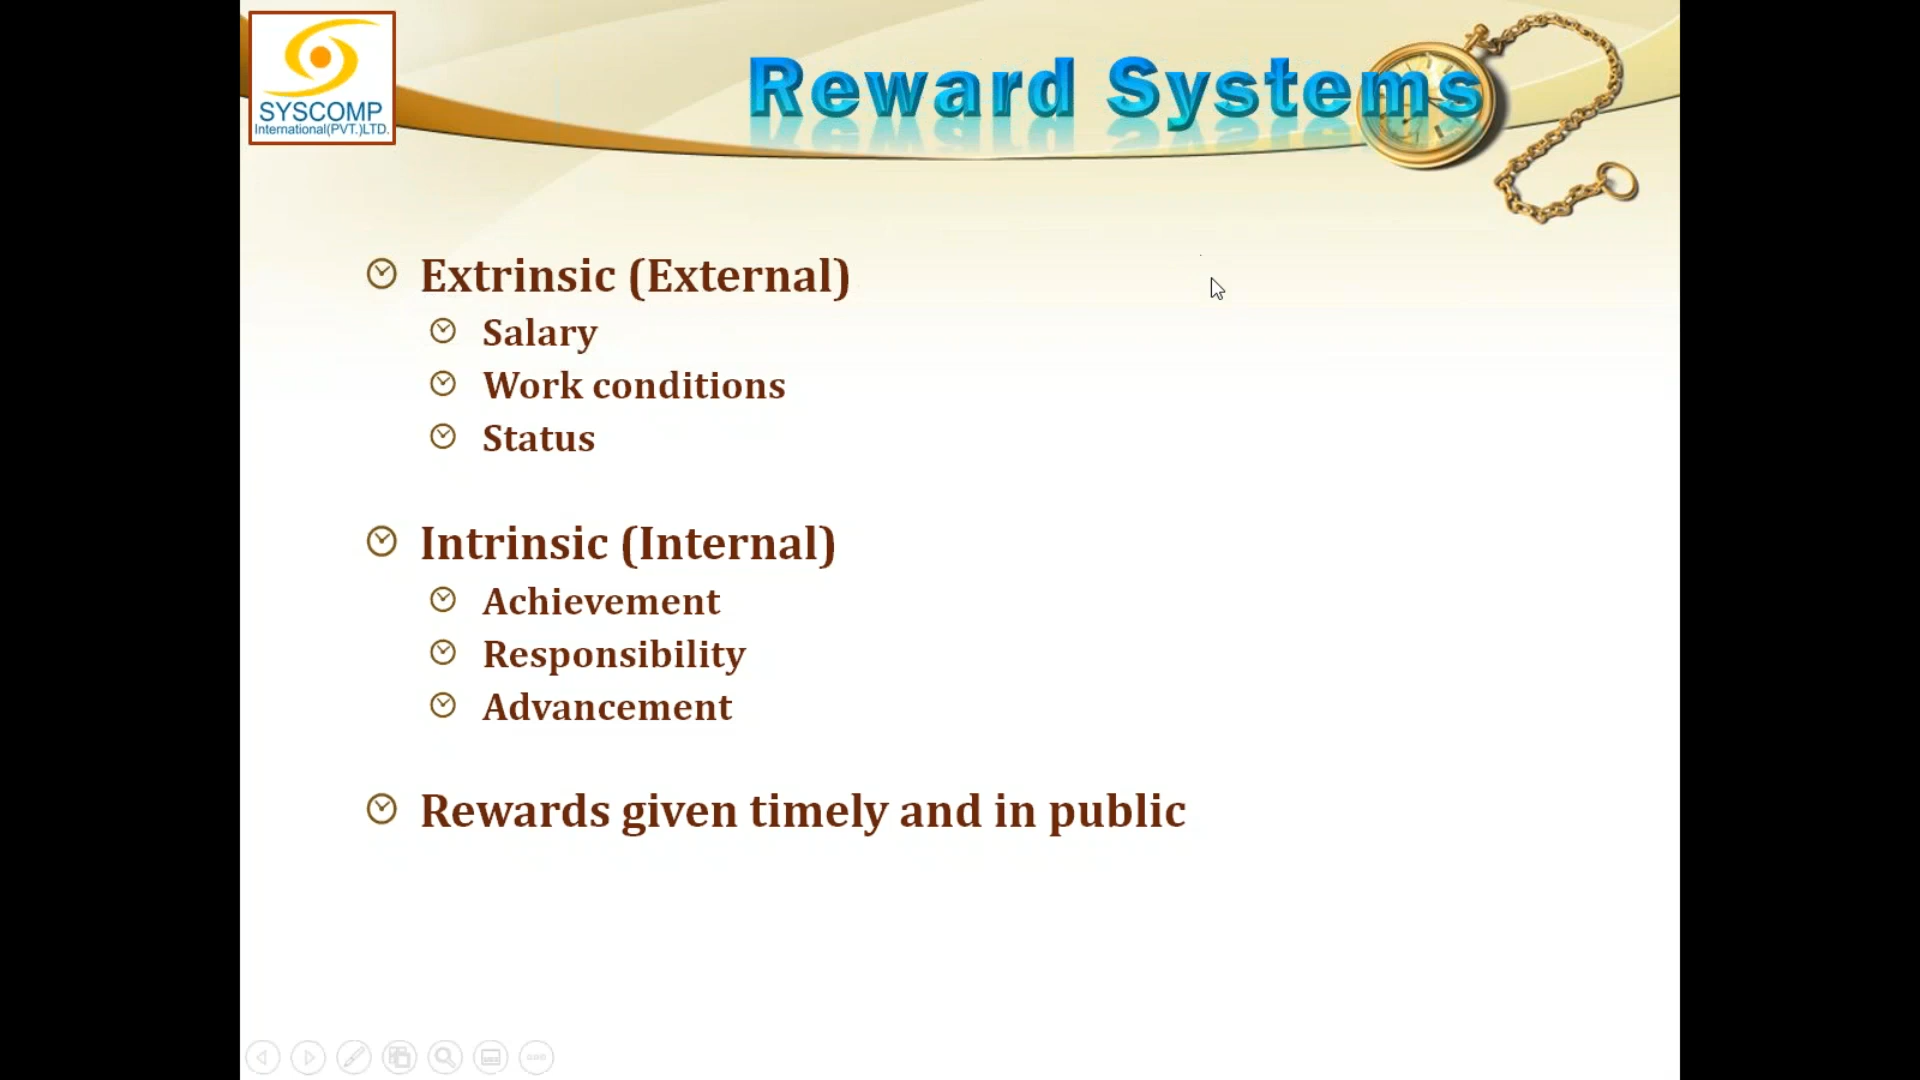 SYSCOMP
International(PVT.)LTD.
Reward Systems
Extrinsic (External)
Salary
Work conditions
Status
Intrinsic (Internal)
Achievement
Responsibility
Advancement
Rewards given timely and in public